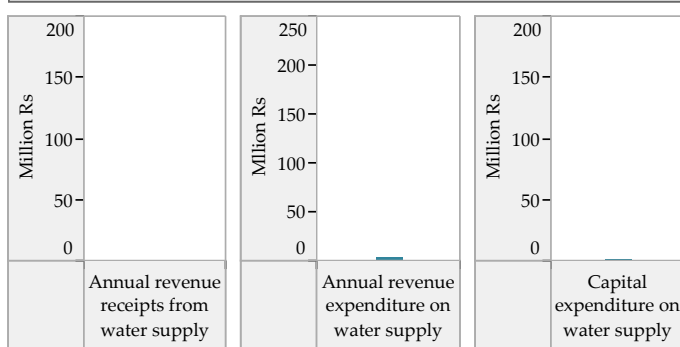 200
150
100
50
0
Million Rs
Annual revenue
receipts from
water supply
250
200
150
100
50
0
MIlion Rs
Annual revenue
expenditure on
water supply
200
150
100
50
0
Million Rs
Capital
expenditure on
water supply